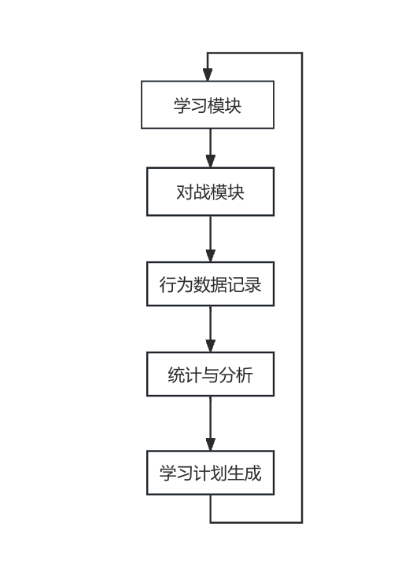 学习模块
对战模块
行为数据记录
统计与分析
学习计划生成